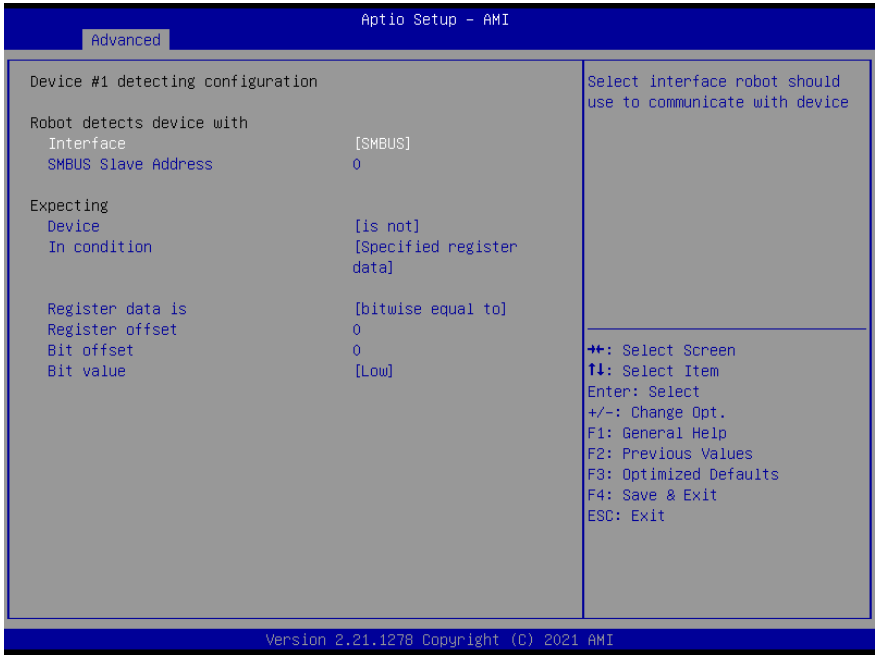 Aptio Setup – AMI
Advanced
Device #1 detecting configuration
Robot detects device with
Interface [SMBUS]
SMBUS Slave Address 0
Expecting
Device [is not]
In condition [Specified register
data]
Register data is [bitwise equal to]
Register offset 0
Bit offset 0
Bit value [Low]
Select interface robot should
use to communicate with device
→←: Select Screen
↑↓: Select Item
Enter: Select
+/-: Change Opt.
F1: General Help
F2: Previous Values
F3: Optimized Defaults
F4: Save & Exit
ESC: Exit
Version 2.21.1278 Copyright (C) 2021 AMI